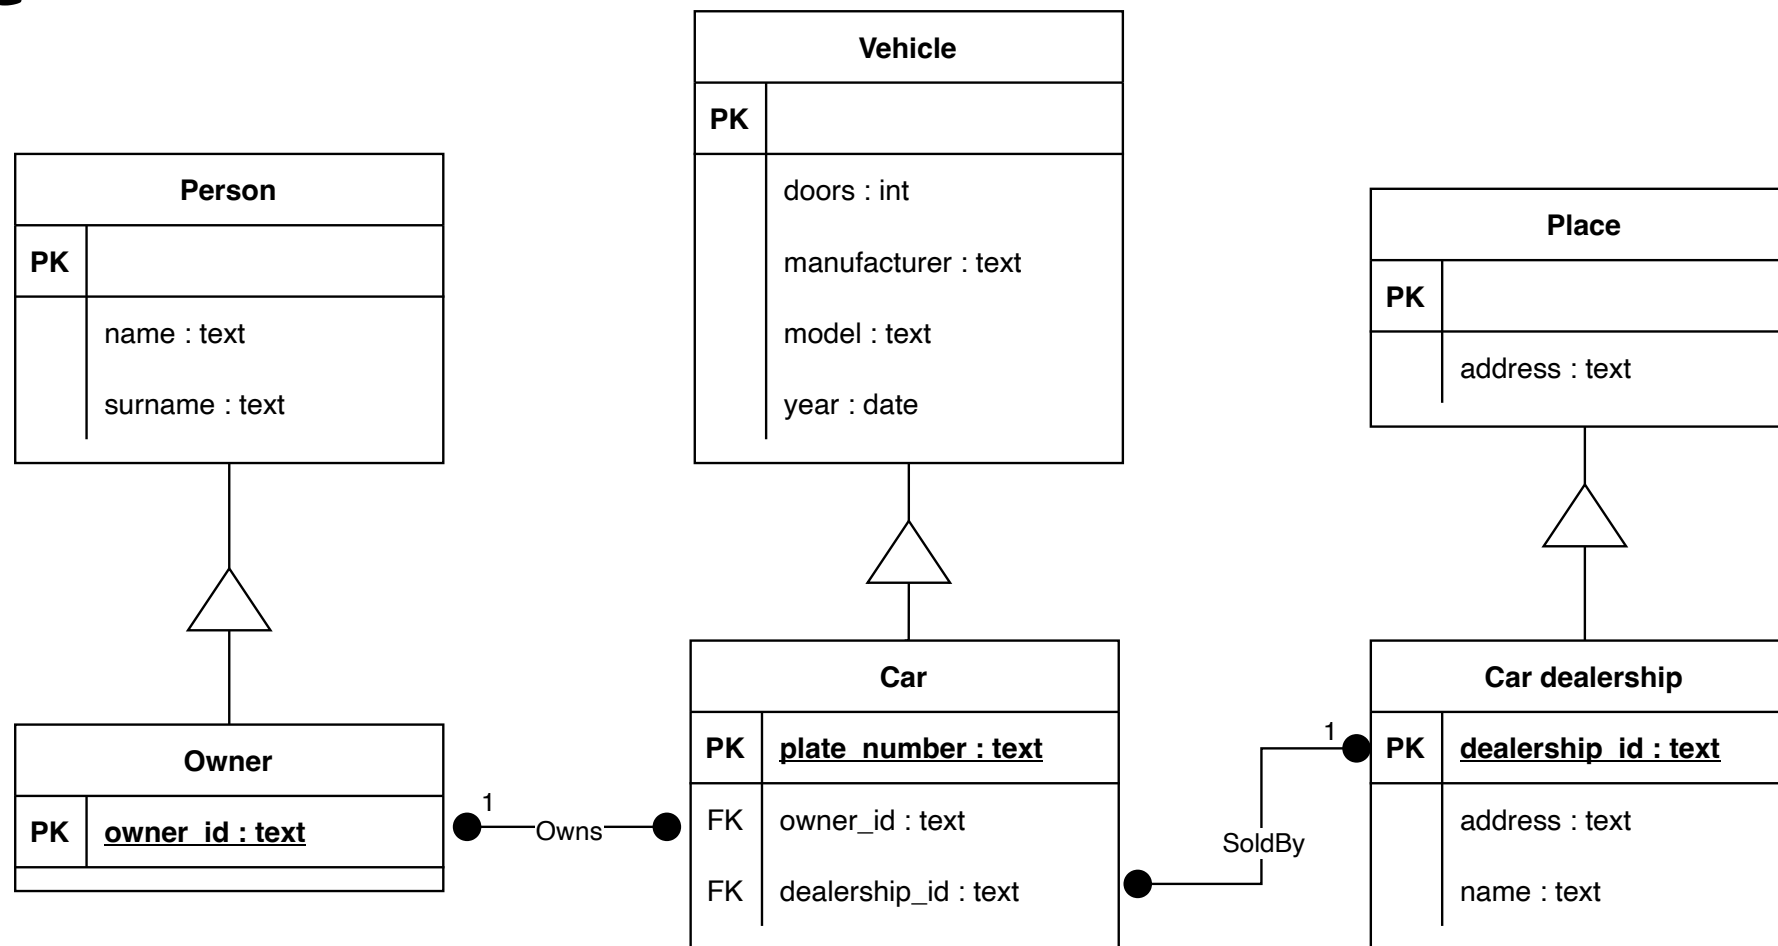 Vehicle
PK
doors : int
manufacturer : text
model : text
year : date
Person
PK
name : text
surname : text
Place
PK
address : text
Owner
PK owner_id : text
1
Owns
Car
PK plate_number : text
FK owner_id : text
FK dealership_id : text
1
SoldBy
Car dealership
PK dealership_id : text
address : text
name : text